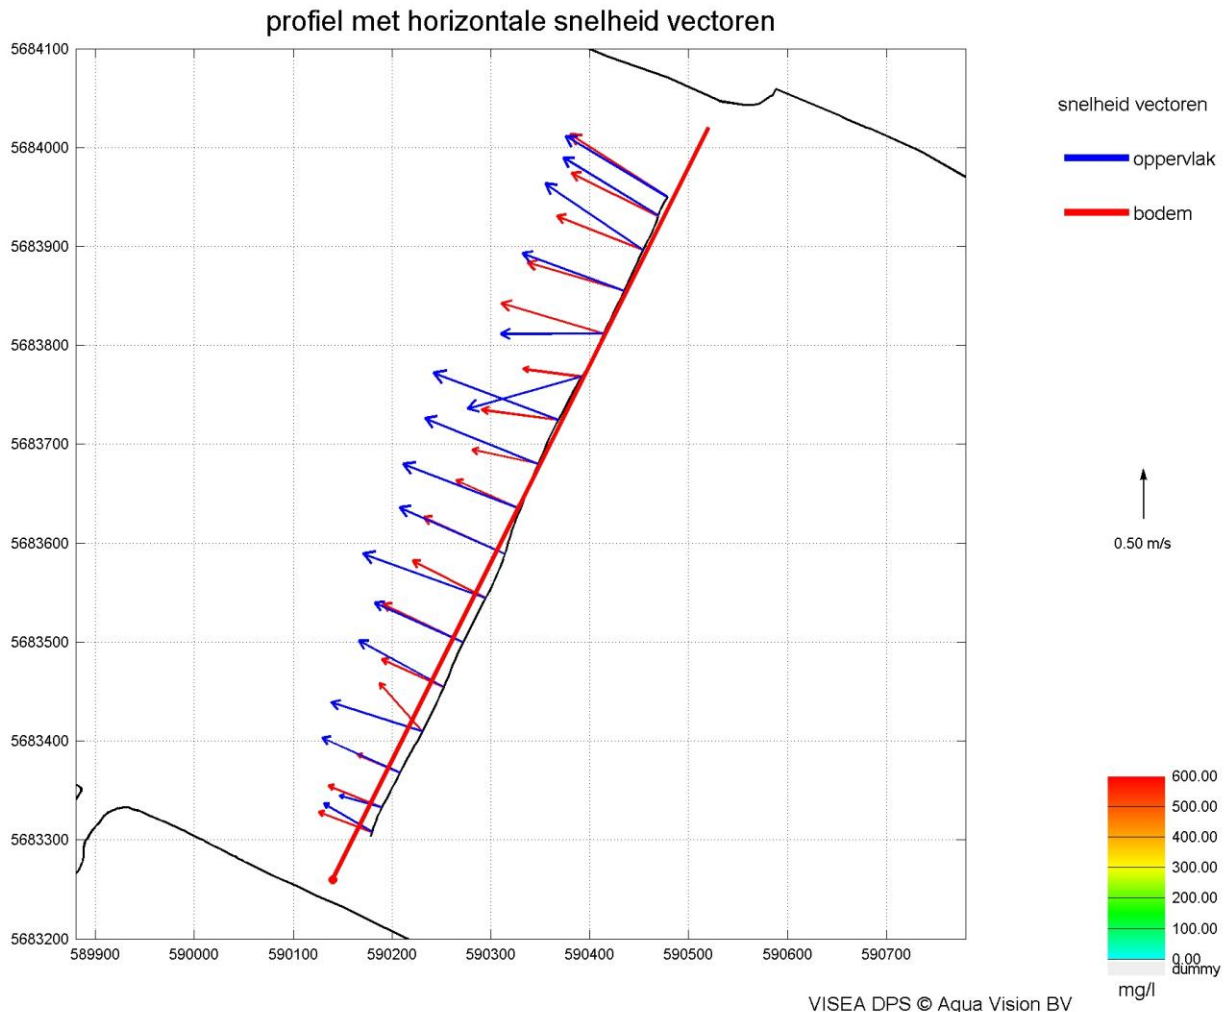 profiel met horizontale snelheid vectoren
5684100
5684000
5683900
5683800
5683700
5683600
5683500
5683400
5683300
5683200
589900 590000 590100 590200 590300 590400 590500 590600 590700
snelheid vectoren
oppervlak
bodem
0.50 m/s
600.00
500.00
400.00
300.00
200.00
100.00
0.00
dummy
mg/l
VISEA DPS © Aqua Vision BV